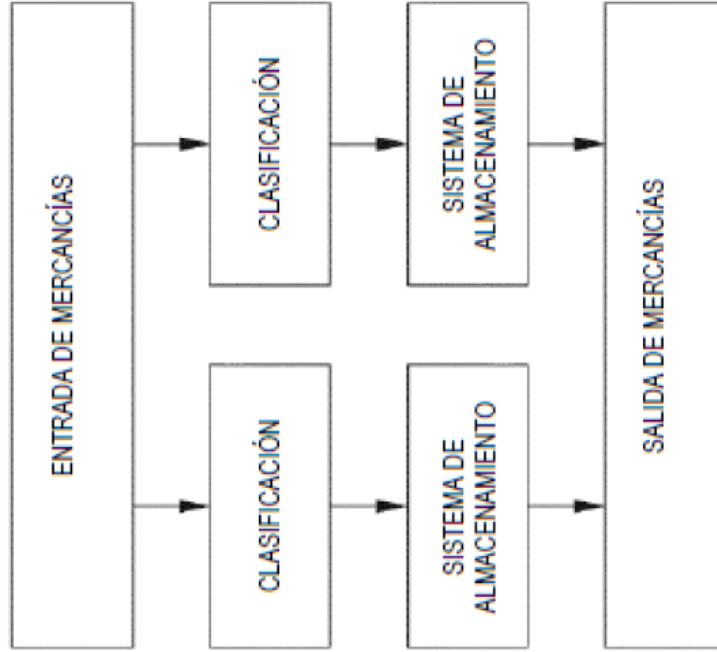 ENTRADA DE MERCANCÍAS
CLASIFICACIÓN
CLASIFICACIÓN
SISTEMA DE
ALMACENAMIENTO
SISTEMA DE
ALMACENAMIENTO
SALIDA DE MERCANCÍAS